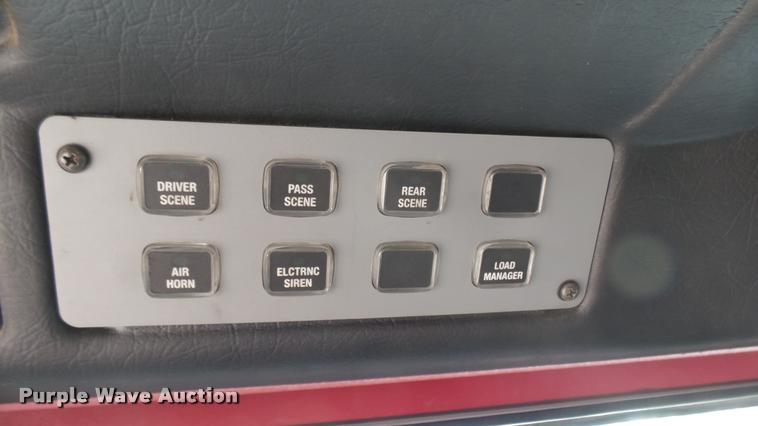 DRIVER
SCENE
PASS
SCENE
REAR
SCENE
AIR
HORN
ELCTRNC
SIREN
LOAD
MANAGER
Purple Wave Auction